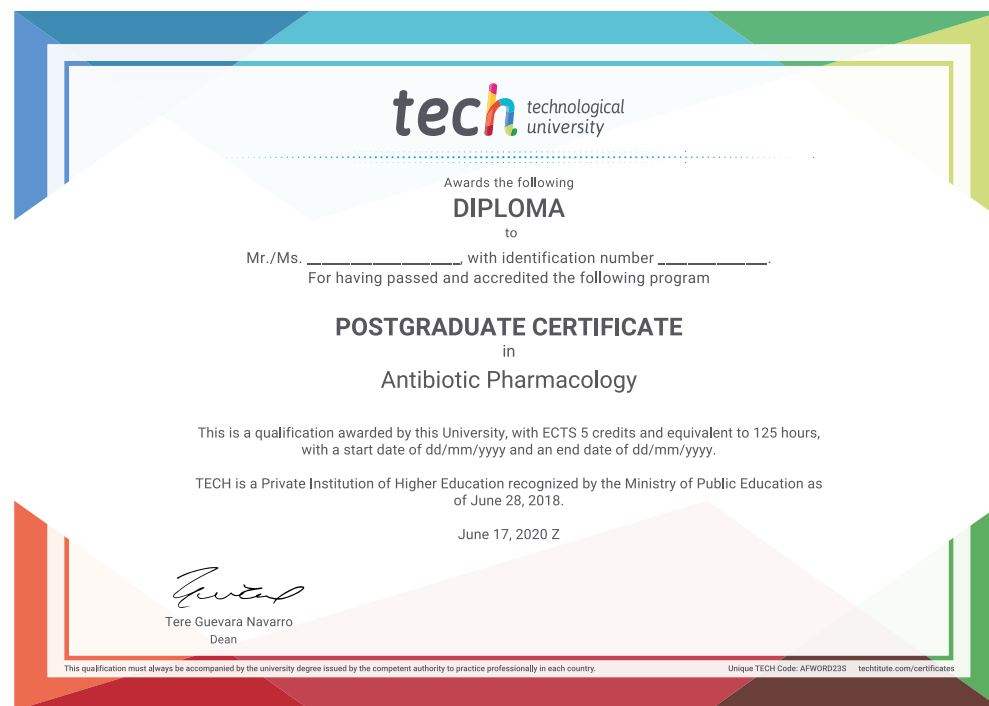 tech technological
university
Awards the following
DIPLOMA
to
Mr./Ms. ____________________, with identification number ______________.
For having passed and accredited the following program
POSTGRADUATE CERTIFICATE
in
Antibiotic Pharmacology
This is a qualification awarded by this University, with ECTS 5 credits and equivalent to 125 hours,
with a start date of dd/mm/yyyy and an end date of dd/mm/yyyy.
TECH is a Private Institution of Higher Education recognized by the Ministry of Public Education as
of June 28, 2018.
June 17, 2020 Z
Tere Guevara Navarro
Dean
This qualification must always be accompanied by the university degree issued by the competent authority to practice professionally in each country. Unique TECH Code: AFWORD23S techtitute.com/certificates